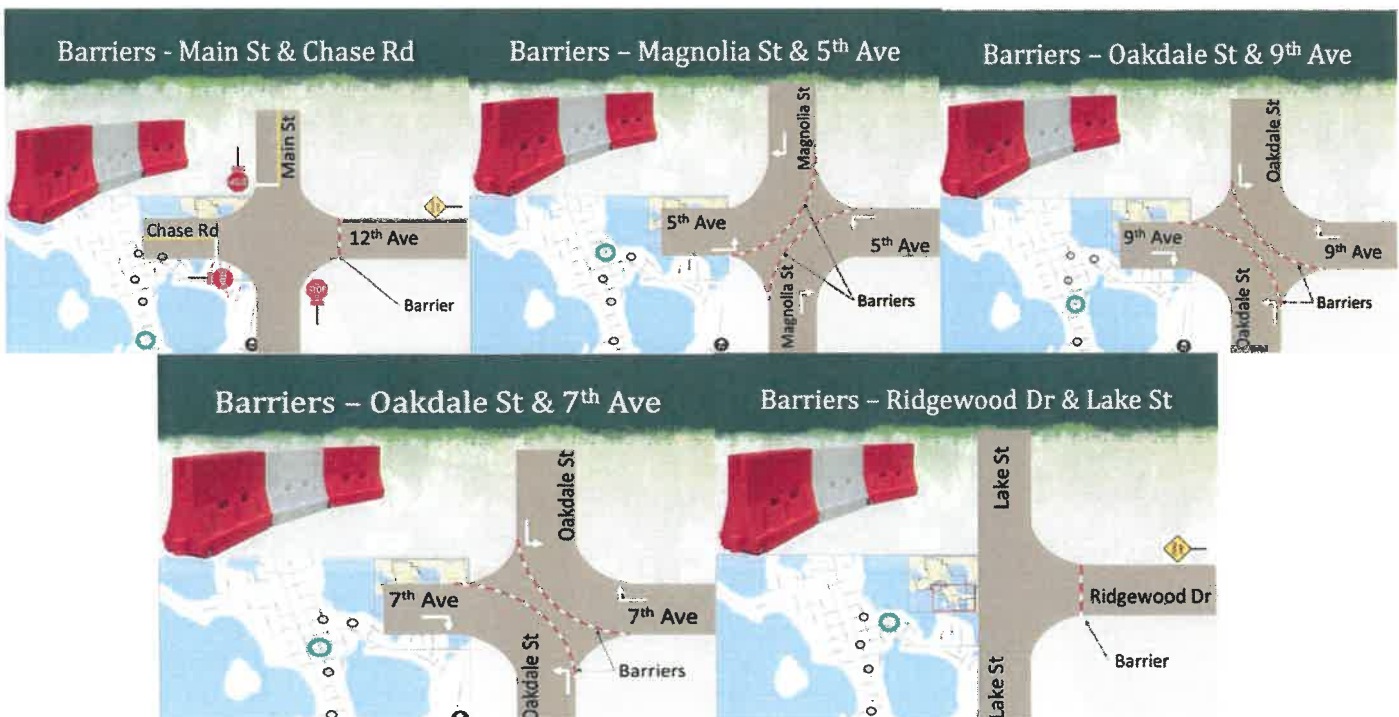 Barriers - Main St & Chase Rd
Main St
Chase Rd
12th Ave
Barrier
Barriers – Magnolia St & 5th Ave
Magnolia St
5th Ave
5th Ave
Magnolia St
Barriers
Barriers – Oakdale St & 9th Ave
Oakdale St
9th Ave
9th Ave
Oakdale St
Barriers
Barriers – Oakdale St & 7th Ave
Oakdale St
7th Ave
7th Ave
Oakdale St
Barriers
Barriers – Ridgewood Dr & Lake St
Lake St
Ridgewood Dr
Barrier
Lake St